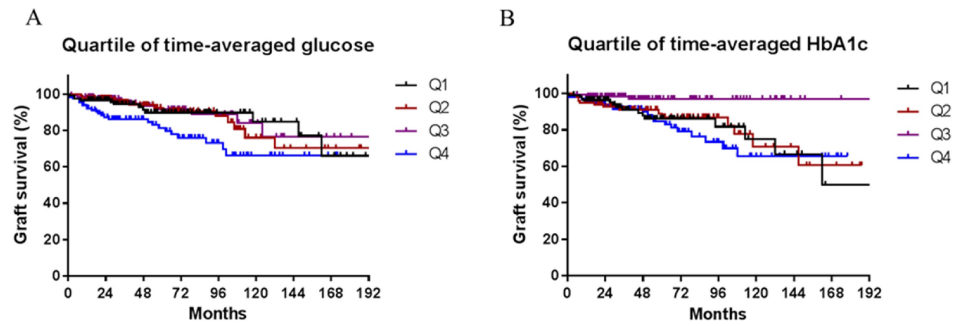 A
Quartile of time-averaged glucose
Graft survival (%)
100
80
60
40
20
0
0 24 48 72 96 120 144 168 192
Months
Q1
Q2
Q3
Q4
B
Quartile of time-averaged HbA1c
Graft survival (%)
100
80
60
40
20
0
0 24 48 72 96 120 144 168 192
Months
Q1
Q2
Q3
Q4